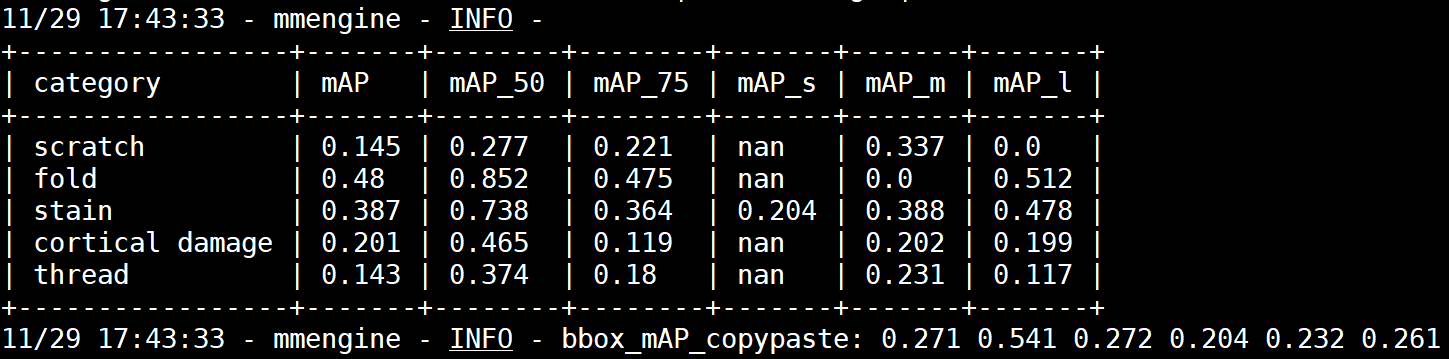 11/29 17:43:33 - mmengine - INFO -
+-----------------+-------+--------+--------+-------+-------+-------+
| category        | mAP   | mAP_50 | mAP_75 | mAP_s | mAP_m | mAP_l |
+-----------------+-------+--------+--------+-------+-------+-------+
| scratch         | 0.145 | 0.277  | 0.221  | nan   | 0.337 | 0.0   |
| fold            | 0.48  | 0.852  | 0.475  | nan   | 0.0   | 0.512 |
| stain           | 0.387 | 0.738  | 0.364  | 0.204 | 0.388 | 0.478 |
| cortical damage | 0.201 | 0.465  | 0.119  | nan   | 0.202 | 0.199 |
| thread          | 0.143 | 0.374  | 0.18   | nan   | 0.231 | 0.117 |
+-----------------+-------+--------+--------+-------+-------+-------+
11/29 17:43:33 - mmengine - INFO - bbox_mAP_copypaste: 0.271 0.541 0.272 0.204 0.232 0.261